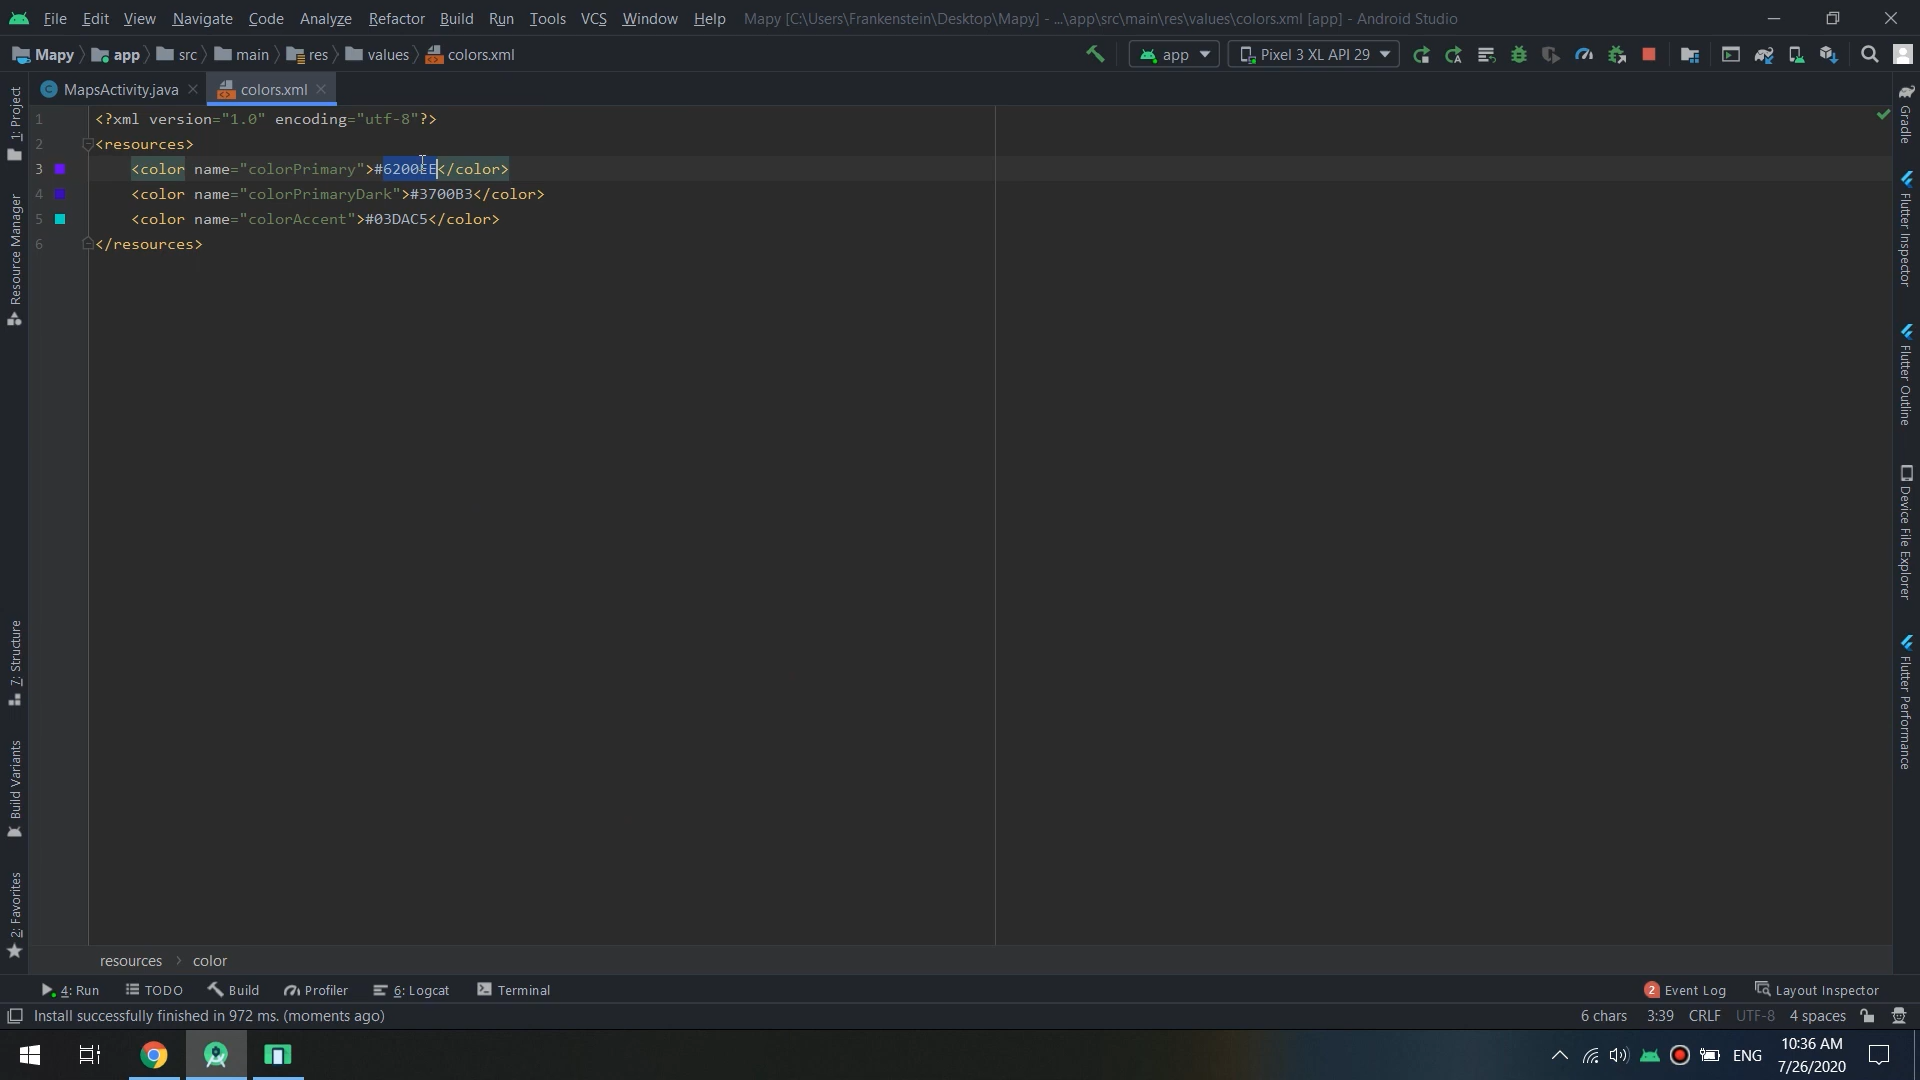 File Edit View Navigate Code Analyze Refactor Build Run Tools VCS Window Help Mapy [C:\Users\Frankenstein\Desktop\Mapy] - ...\app\src\main\res\values\colors.xml [app] - Android Studio
Mapy app src main res values colors.xml app Pixel 3 XL API 29
MapsActivity.java colors.xml
1 <?xml version="1.0" encoding="utf-8"?>
2 <resources>
3 <color name="colorPrimary">#6200EE</color>
4 <color name="colorPrimaryDark">#3700B3</color>
5 <color name="colorAccent">#03DAC5</color>
6 </resources>
1: Project
Resource Manager
7: Structure
Build Variants
2: Favorites
Gradle
Flutter Inspector
Flutter Outline
Device File Explorer
Flutter Performance
resources color
4: Run TODO Build Profiler 6: Logcat Terminal 2 Event Log Layout Inspector
Install successfully finished in 972 ms. (moments ago) 6 chars 3:39 CRLF UTF-8 4 spaces
ENG 10:36 AM
7/26/2020